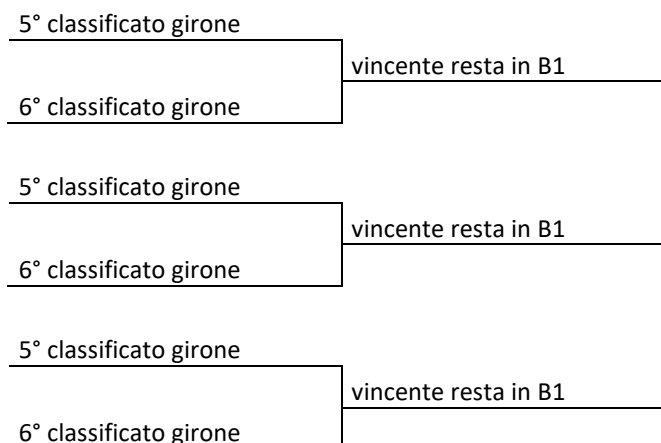 5° classificato girone
vincente resta in B1
6° classificato girone
5° classificato girone
vincente resta in B1
6° classificato girone
5° classificato girone
vincente resta in B1
6° classificato girone